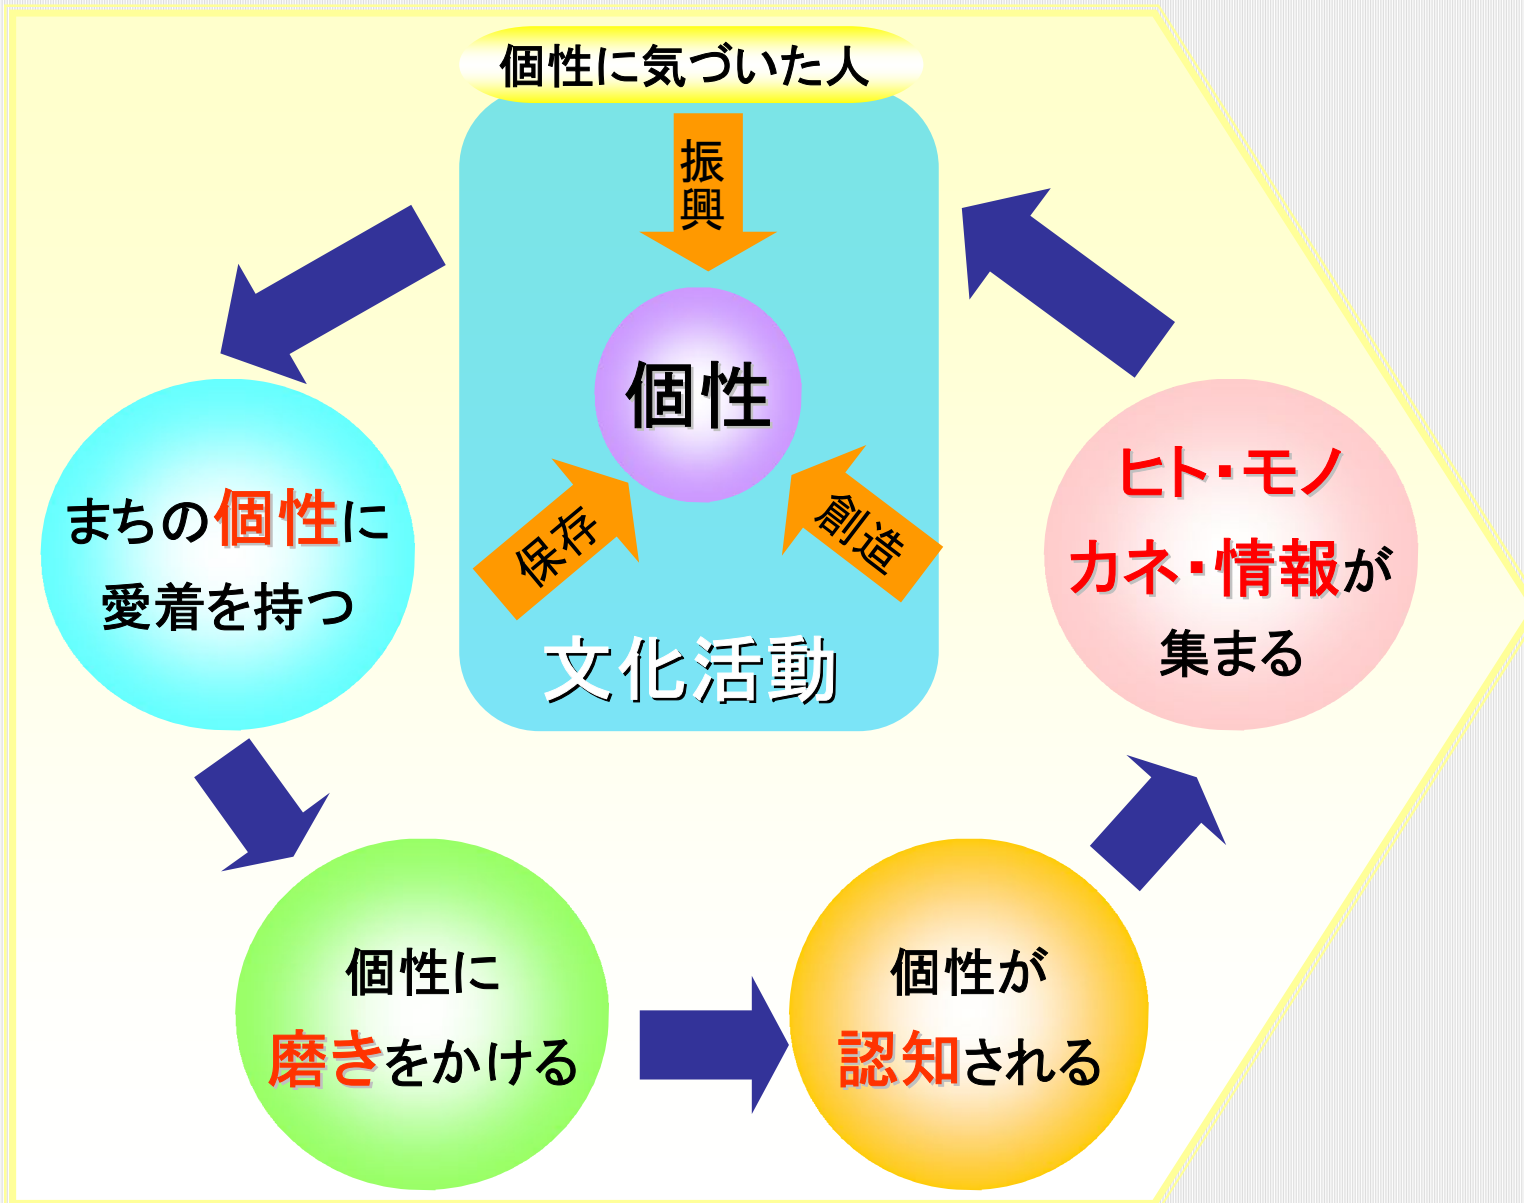 個性に気づいた人
振興
個性
保存
創造
文化活動
まちの個性に
愛着を持つ
個性に
磨きをかける
個性が
認知される
ヒト・モノ
カネ・情報が
集まる